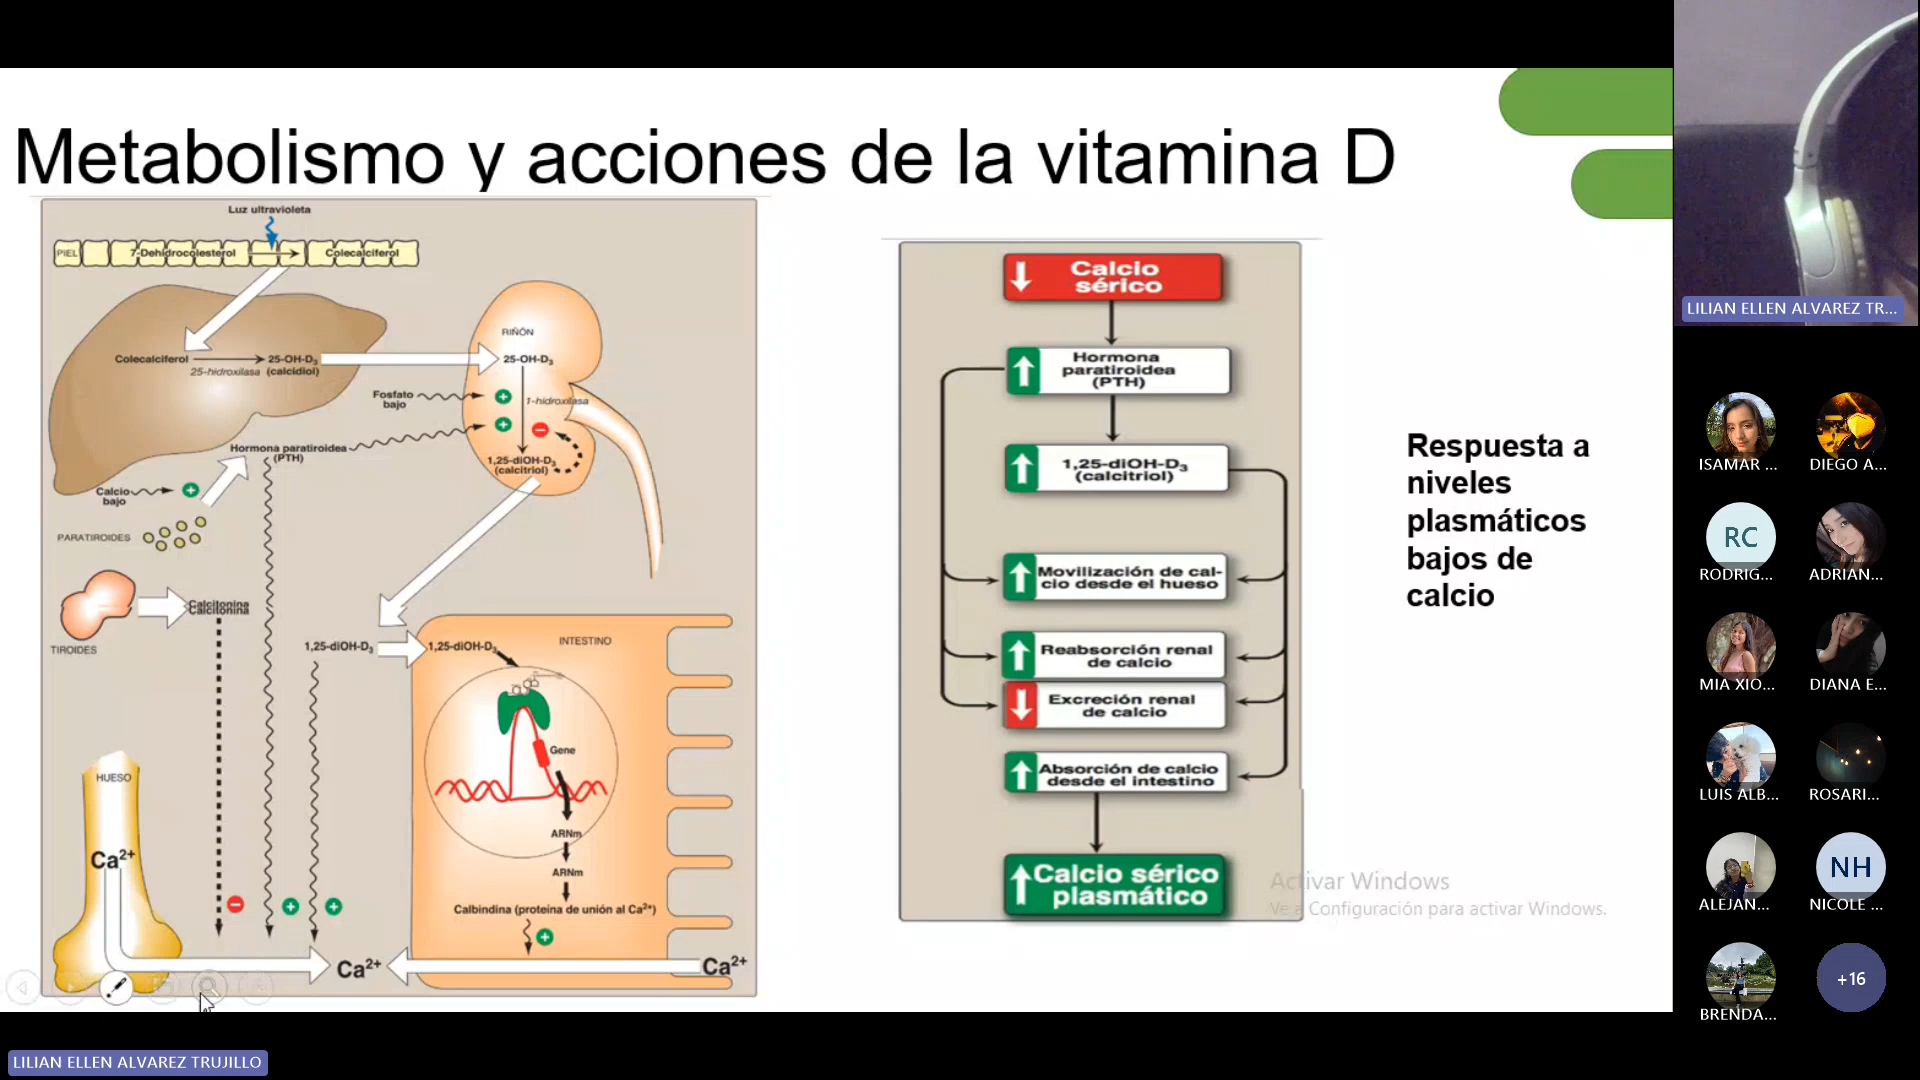 Metabolismo y acciones de la vitamina D
Luz ultravioleta
PIEL
7-Dehidrocolesterol
Colecalciferol
RIÑÓN
Colecalciferol
25-OH-D3
25-hidroxilasa
(calcidiol)
25-OH-D3
Fosfato
bajo
1-hidroxilasa
Hormona paratiroidea
(PTH)
1,25-diOH-D3
(calcitriol)
Calcio
bajo
PARATIROIDES
Calcitonina
Calcitonina
TIROIDES
1,25-diOH-D3
1,25-diOH-D3
INTESTINO
Gene
HUESO
ARNm
Ca2+
ARNm
Calbindina (proteína de unión al Ca2+)
Ca2+
Ca2+
Calcio
sérico
Hormona
paratiroidea
(PTH)
1,25-diOH-D3
(calcitriol)
Movilización de cal-
cio desde el hueso
Reabsorción renal
de calcio
Excreción renal
de calcio
Absorción de calcio
desde el intestino
Calcio sérico
plasmático
Respuesta a
niveles
plasmáticos
bajos de
calcio
Activar Windows
Ve a Configuración para activar Windows.
LILIAN ELLEN ALVAREZ TR...
ISAMAR ...
DIEGO A...
RC
RODRIG...
ADRIAN...
MIA XIO...
DIANA E...
LUIS ALB...
ROSARI...
ALEJAN...
NH
NICOLE ...
BRENDA...
+16
LILIAN ELLEN ALVAREZ TRUJILLO